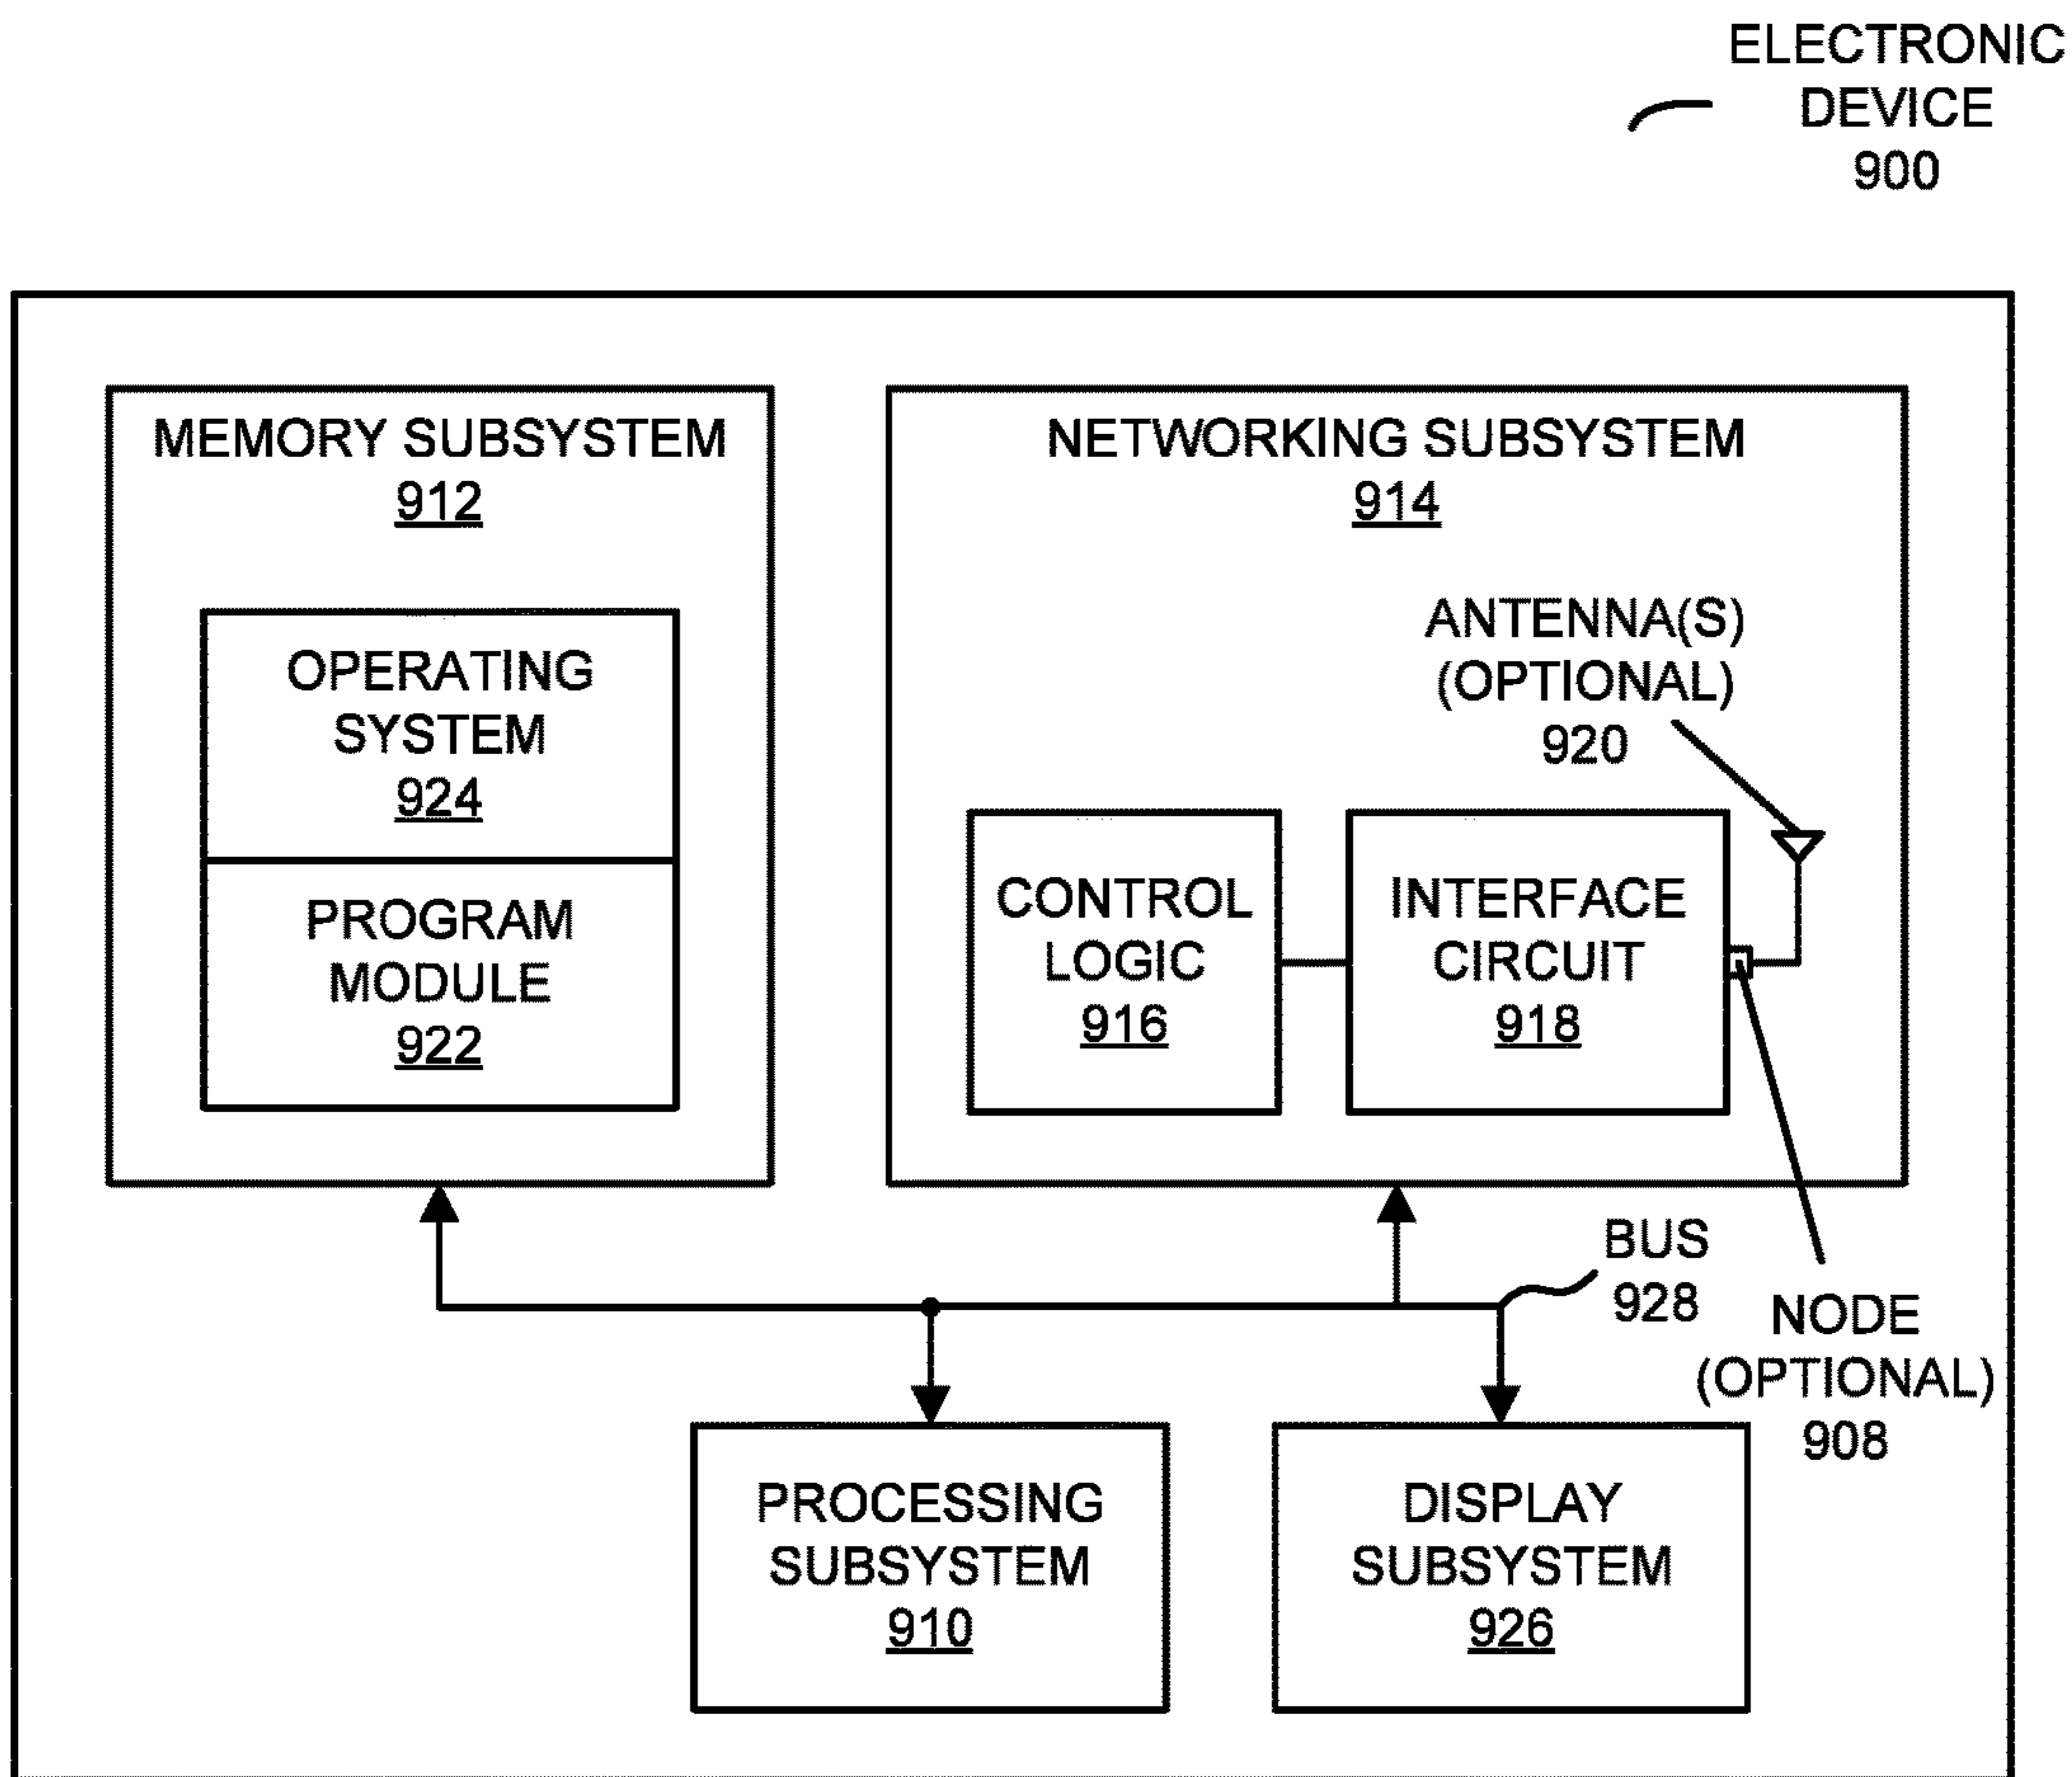 ELECTRONIC
DEVICE
900
MEMORY SUBSYSTEM
912
OPERATING
SYSTEM
924
PROGRAM
MODULE
922
NETWORKING SUBSYSTEM
914
ANTENNA(S)
(OPTIONAL)
920
CONTROL
LOGIC
916
INTERFACE
CIRCUIT
918
BUS
928
NODE
(OPTIONAL)
908
PROCESSING
SUBSYSTEM
910
DISPLAY
SUBSYSTEM
926